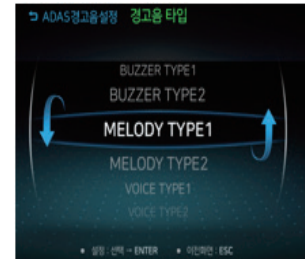 ADAS경고음설정 경고음 타입
BUZZER TYPE1
BUZZER TYPE2
MELODY TYPE1
MELODY TYPE2
VOICE TYPE1
VOICE TYPE2
• 설정 : 선택 → ENTER • 이전화면 : ESC